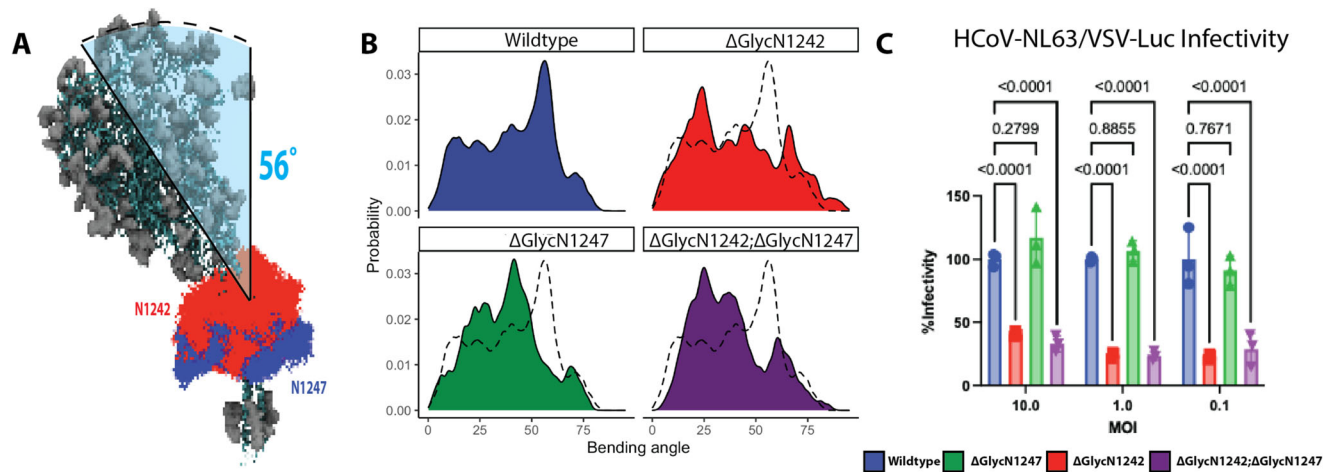 A
56°
N1242
N1247
B
Wildtype
ΔGlycN1242
ΔGlycN1247
ΔGlycN1242;ΔGlycN1247
Probability
0.03
0.02
0.01
0.00
0.03
0.02
0.01
0.00
0 25 50 75
0 25 50 75
Bending angle
C
HCoV-NL63/VSV-Luc Infectivity
<0.0001
<0.0001
<0.0001
0.2799
0.8855
0.7671
<0.0001
<0.0001
<0.0001
%Infectivity
150
100
50
0
10.0
1.0
0.1
MOI
Wildtype
ΔGlycN1247
ΔGlycN1242
ΔGlycN1242;ΔGlycN1247